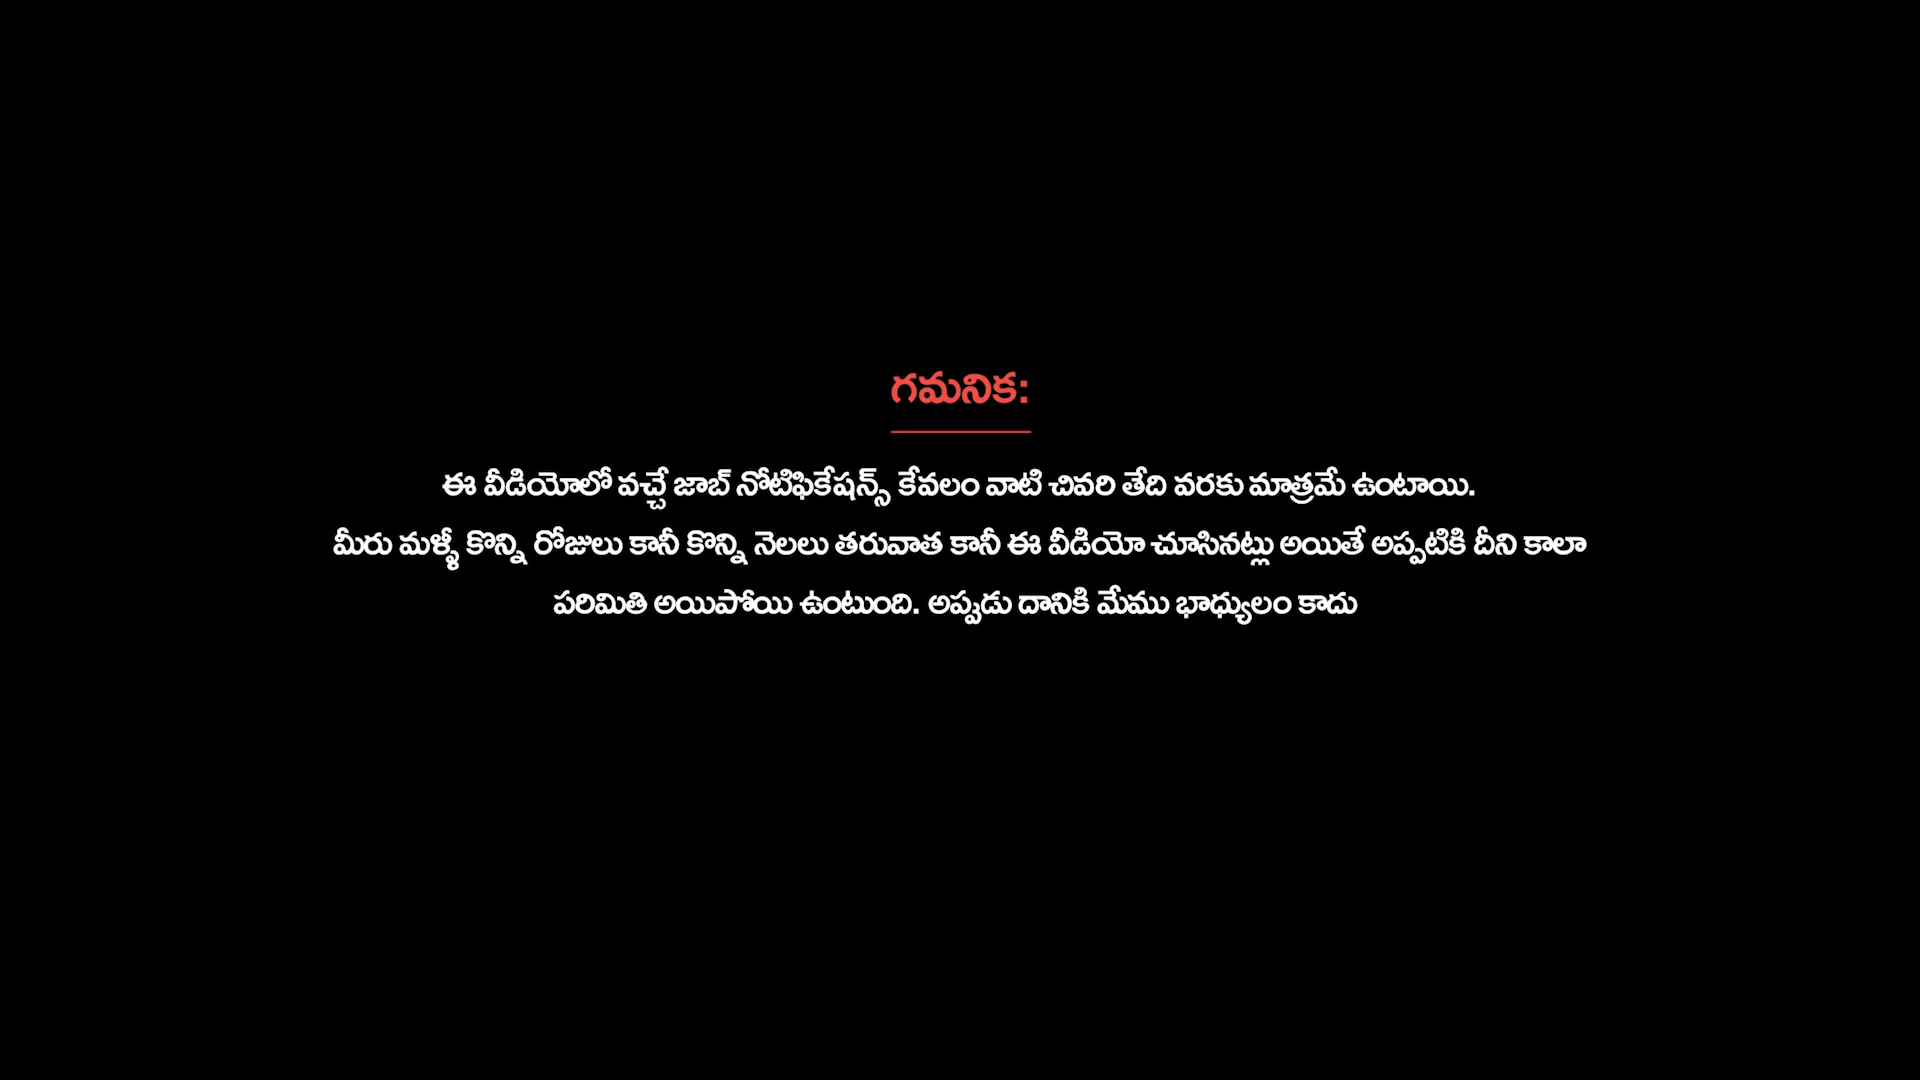 గమనిక:
ఈ వీడియోలో వచ్చే జాబ్ నోటిఫికేషన్స్ కేవలం వాటి చివరి తేది వరకు మాత్రమే ఉంటాయి.
మీరు మళ్ళీ కొన్ని రోజులు కానీ కొన్ని నెలలు తరువాత కానీ ఈ వీడియో చూసినట్లు అయితే అప్పటికి దీని కాలా
పరిమితి అయిపోయి ఉంటుంది. అప్పుడు దానికి మేము భాధ్యులం కాదు